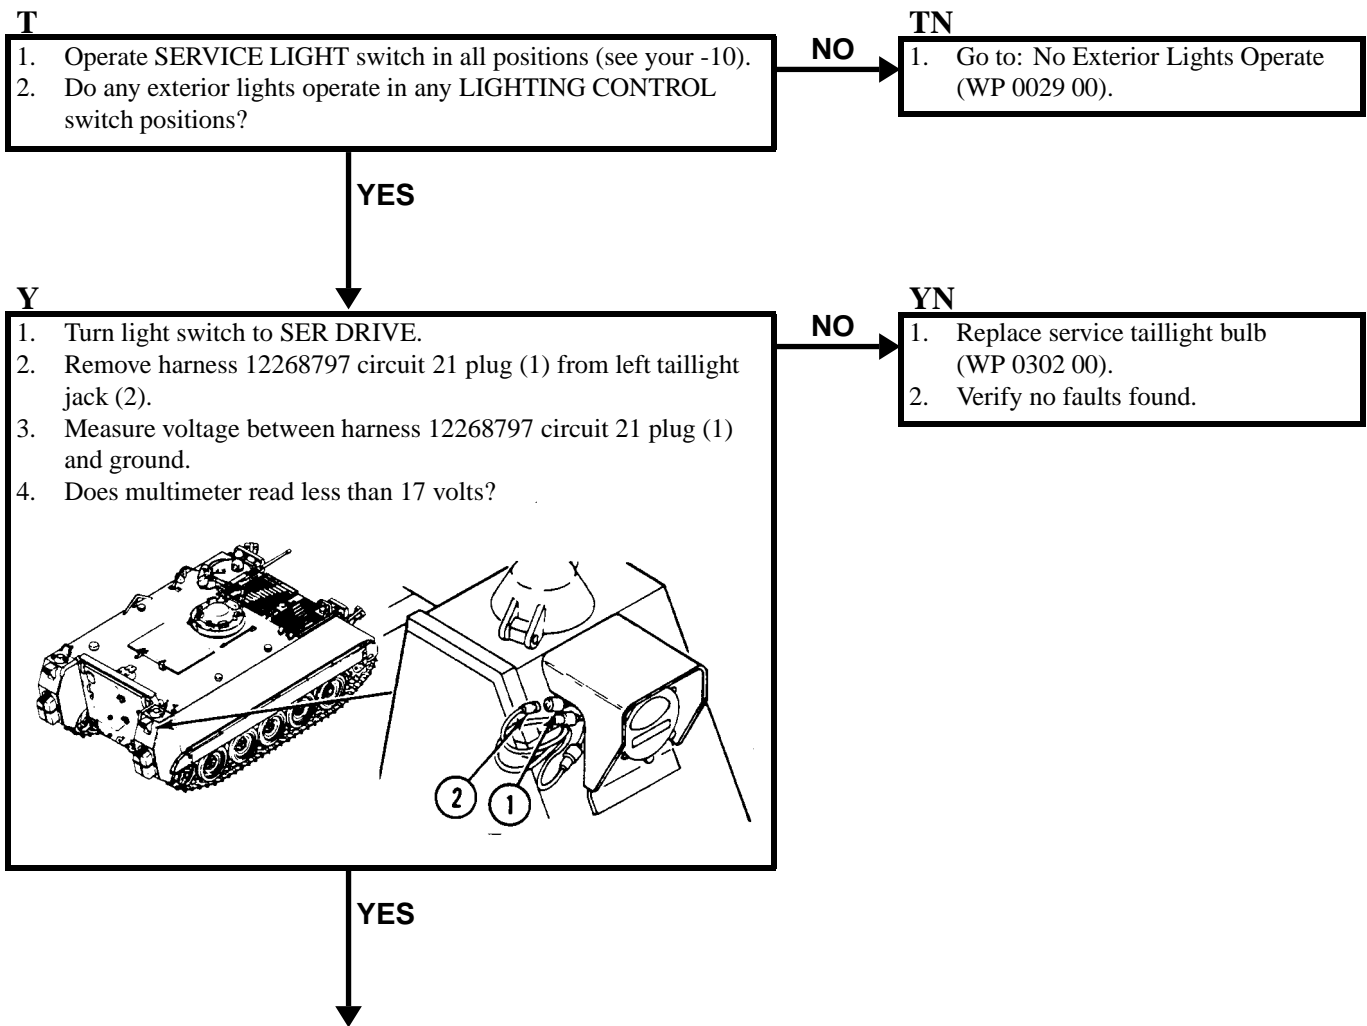 T
1. Operate SERVICE LIGHT switch in all positions (see your -10).
2. Do any exterior lights operate in any LIGHTING CONTROL
switch positions?
NO
TN
1. Go to: No Exterior Lights Operate
(WP 0029 00).
YES
Y
1. Turn light switch to SER DRIVE.
2. Remove harness 12268797 circuit 21 plug (1) from left taillight
jack (2).
3. Measure voltage between harness 12268797 circuit 21 plug (1)
and ground.
4. Does multimeter read less than 17 volts?
2
1
NO
YN
1. Replace service taillight bulb
(WP 0302 00).
2. Verify no faults found.
YES